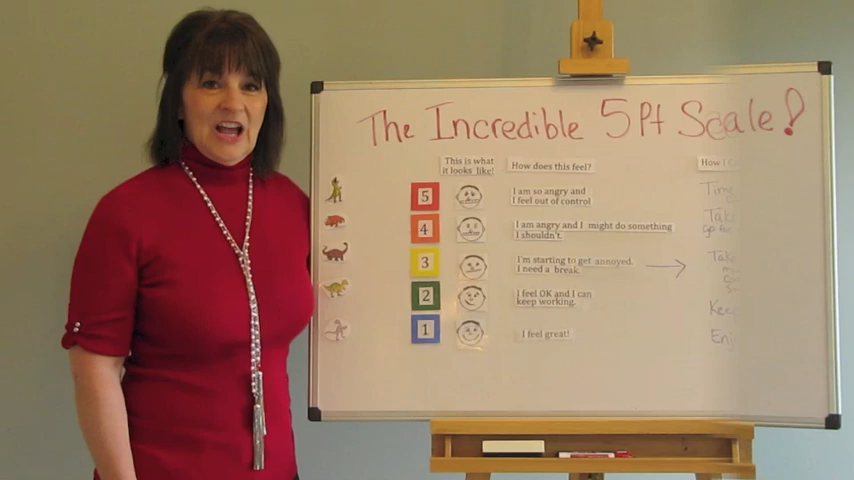 The Incredible 5 Pt Scale!
This is what
it looks like!
How does this feel?
How I
5
I am so angry and
I feel out of control
4
I am angry and I might do something
I shouldn't.
3
I'm starting to get annoyed.
I need a break.
2
I feel OK and I can
keep working.
1
I feel great!